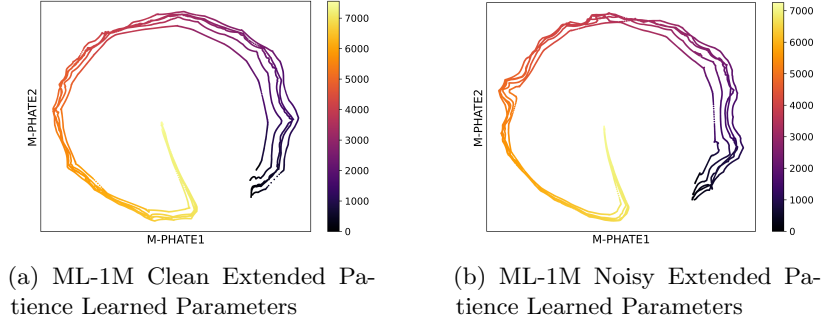 M-PHATE2
M-PHATE1
7000
6000
5000
4000
3000
2000
1000
0
(a) ML-1M Clean Extended Pa-
tience Learned Parameters
M-PHATE2
M-PHATE1
7000
6000
5000
4000
3000
2000
1000
0
(b) ML-1M Noisy Extended Pa-
tience Learned Parameters